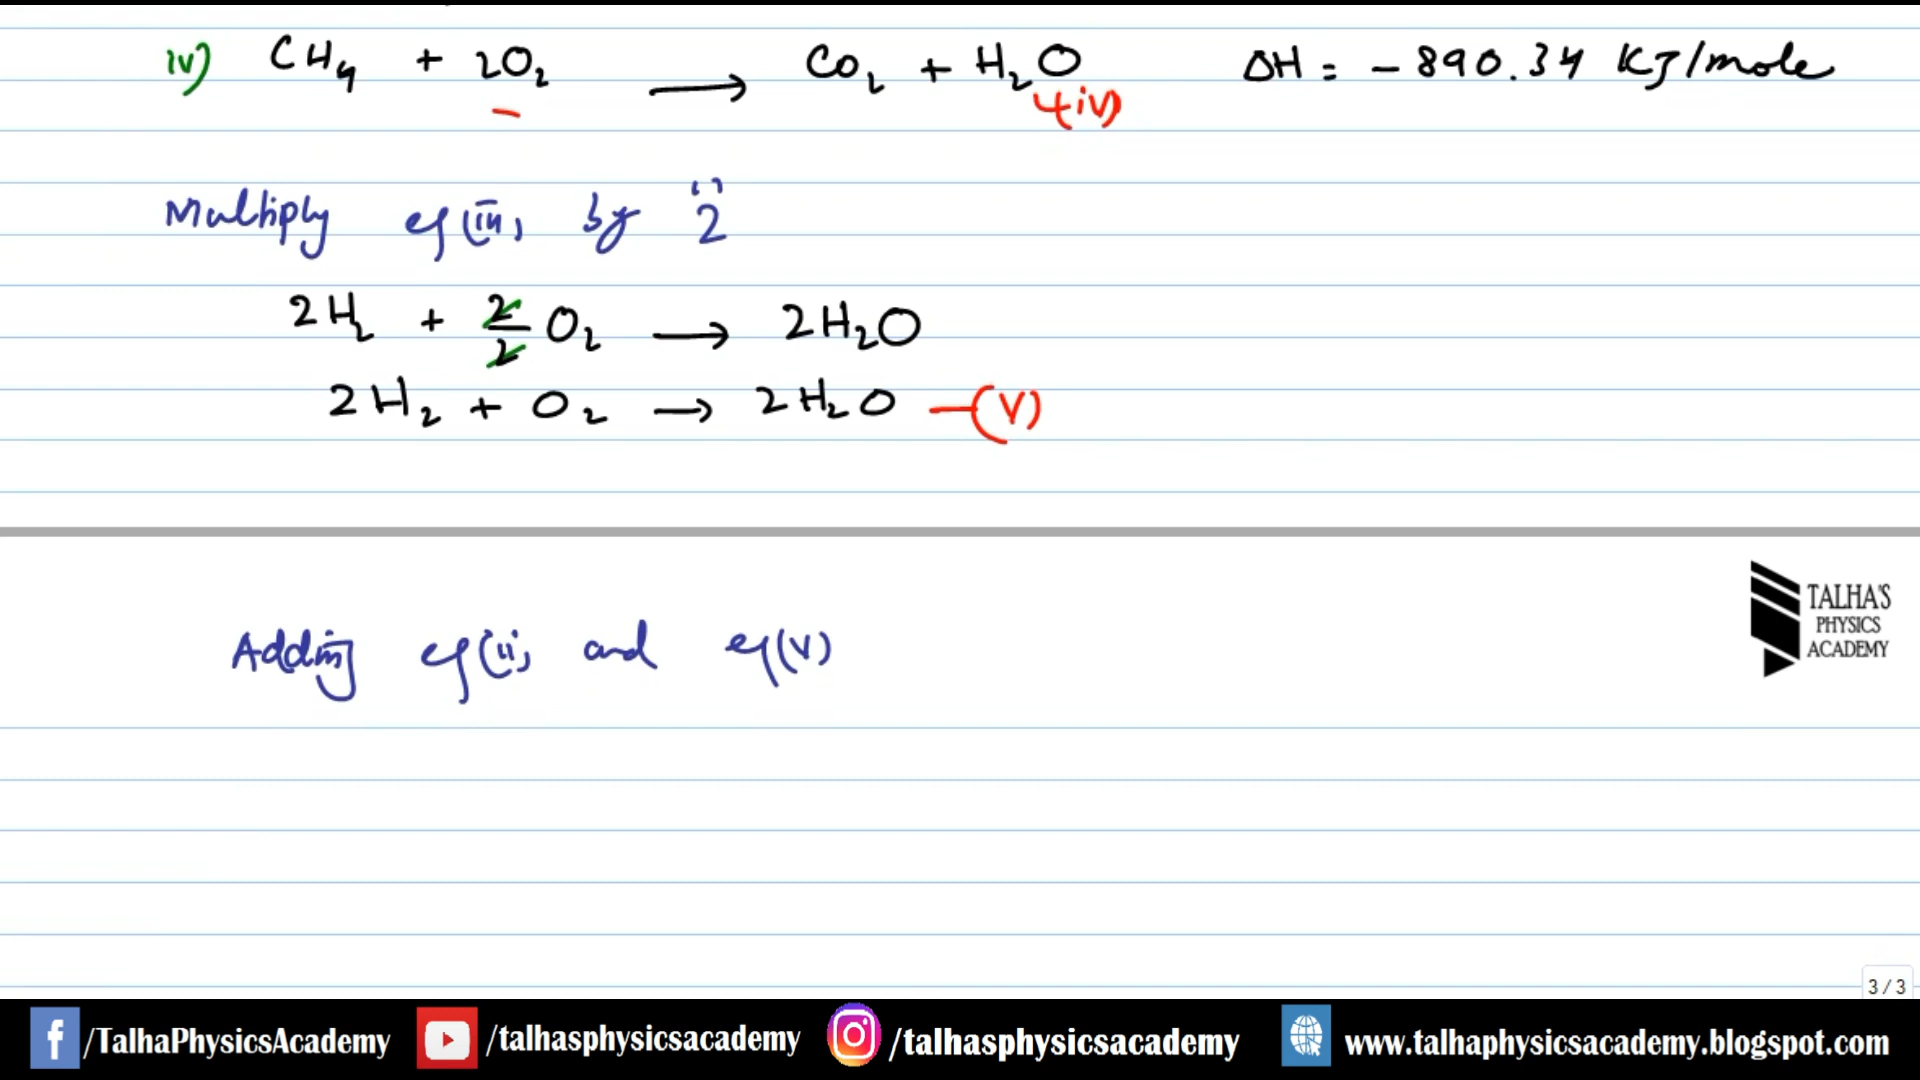 iv) CH4 + 2O2 ⟶ CO2 + H2O ΔH = - 890.34 KJ/mole
(iv)
Multiply eq(iii) by "2"
2H2 + 2/2 O2 ⟶ 2H2O
2H2 + O2 ⟶ 2H2O —(V)
TALHA'S
PHYSICS
ACADEMY
Adding eq(ii) and eq(V)
3 / 3
/TalhaPhysicsAcademy /talhasphysicsacademy /talhasphysicsacademy www.talhaphysicsacademy.blogspot.com